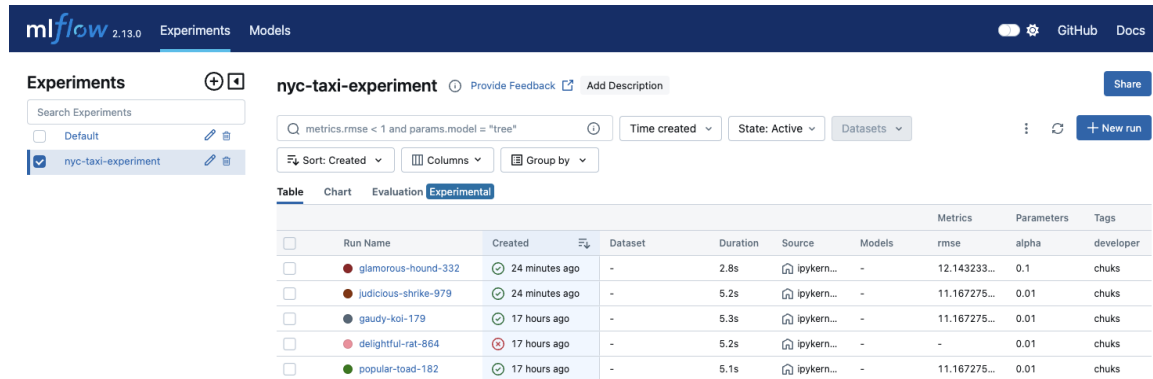 mlflow 2.13.0 Experiments Models GitHub Docs
Experiments
Search Experiments
Default
nyc-taxi-experiment
nyc-taxi-experiment Provide Feedback Add Description Share
metrics.rmse < 1 and params.model = "tree" Time created State: Active Datasets + New run
Sort: Created Columns Group by
Table Chart Evaluation Experimental
Metrics Parameters Tags
Run Name Created Dataset Duration Source Models rmse alpha developer
glamorous-hound-332 24 minutes ago - 2.8s ipykern... - 12.143233... 0.1 chuks
judicious-shrike-979 24 minutes ago - 5.2s ipykern... - 11.167275... 0.01 chuks
gaudy-koi-179 17 hours ago - 5.3s ipykern... - 11.167275... 0.01 chuks
delightful-rat-864 17 hours ago - 5.2s ipykern... - - 0.01 chuks
popular-toad-182 17 hours ago - 5.1s ipykern... - 11.167275... 0.01 chuks